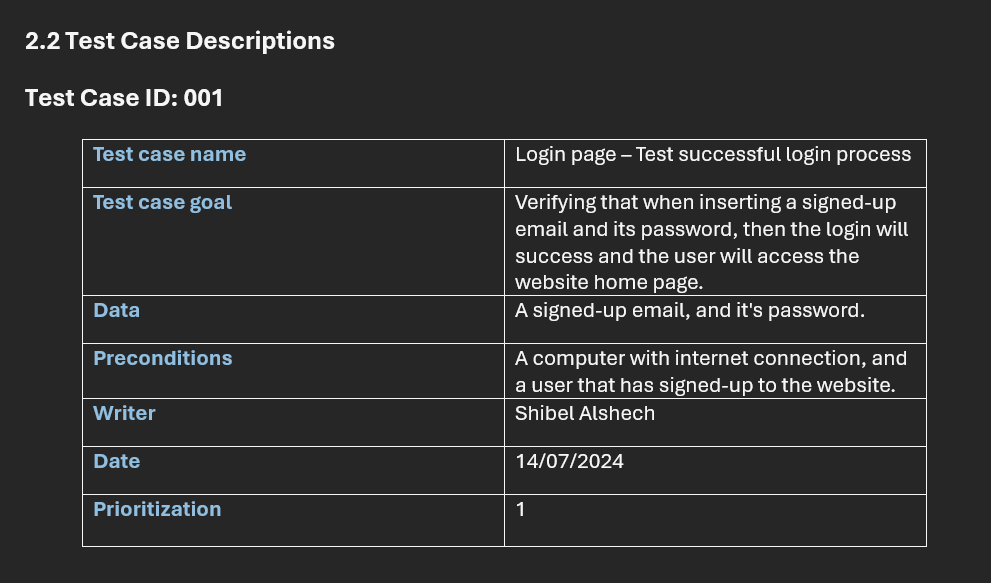 2.2 Test Case Descriptions
Test Case ID: 001
Test case name
Login page – Test successful login process
Test case goal
Verifying that when inserting a signed-up
email and its password, then the login will
success and the user will access the
website home page.
Data
A signed-up email, and it's password.
Preconditions
A computer with internet connection, and
a user that has signed-up to the website.
Writer
Shibel Alshech
Date
14/07/2024
Prioritization
1